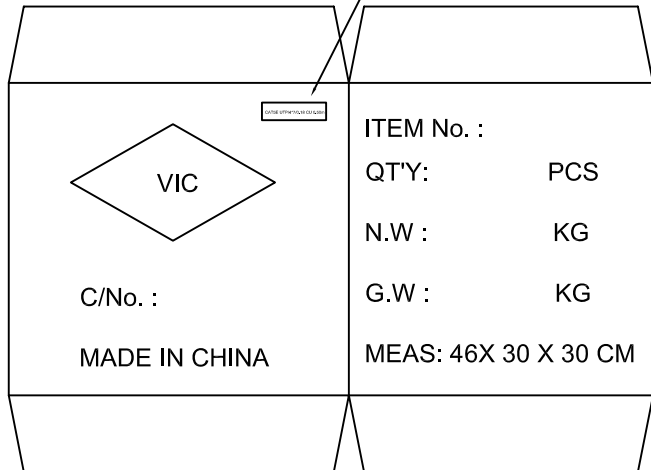 VIC
C/No. :
MADE IN CHINA
ITEM No. :
QT'Y: PCS
N.W : KG
G.W : KG
MEAS: 46X 30 X 30 CM